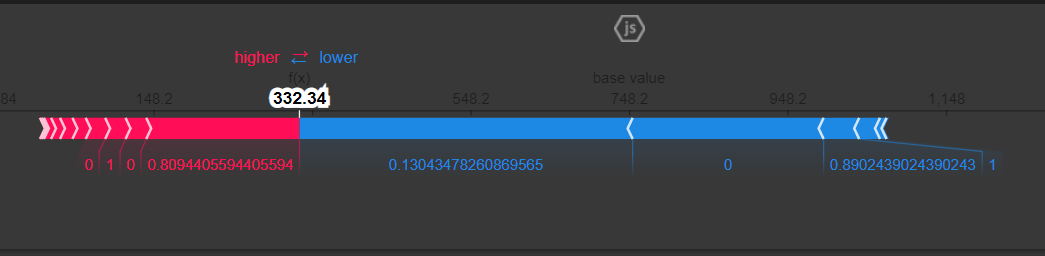 js
higher lower
f(x) base value
84 148.2 332.34 548.2 748.2 948.2 1,148
0 1 0 0.8094405594405594 0.13043478260869565 0 0.8902439024390243 1